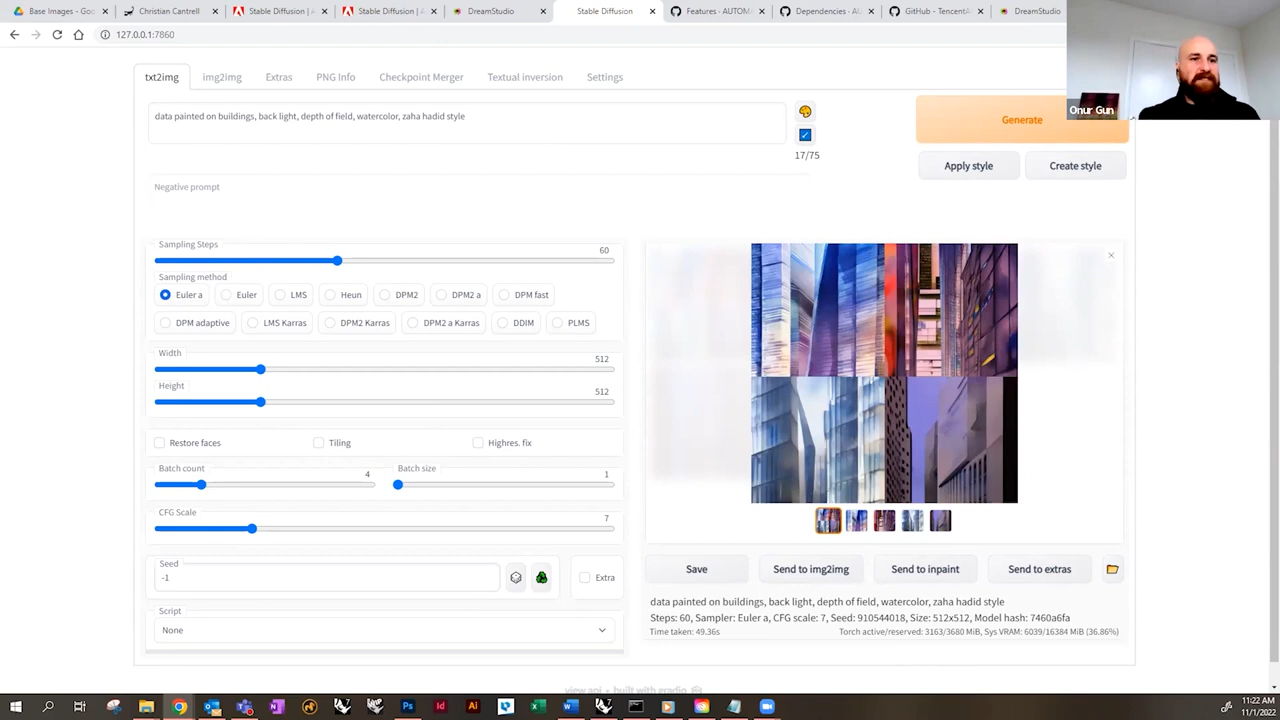 Base Images - Goo
Christian Cantrell
Stable Diffusion | A
Stable Diffusion | A
DreamStudio
Stable Diffusion
Features · AUTOM
Dependencies · AU
GitHub - TencentA
DreamStudio
127.0.0.1:7860
txt2img
img2img
Extras
PNG Info
Checkpoint Merger
Textual inversion
Settings
Onur Gun
data painted on buildings, back light, depth of field, watercolor, zaha hadid style
17/75
Generate
Apply style
Create style
Negative prompt
Sampling Steps
60
Sampling method
Euler a
Euler
LMS
Heun
DPM2
DPM2 a
DPM fast
DPM adaptive
LMS Karras
DPM2 Karras
DPM2 a Karras
DDIM
PLMS
Width
512
Height
512
Restore faces
Tiling
Highres. fix
Batch count
4
Batch size
1
CFG Scale
7
Seed
-1
Extra
Script
None
Save
Send to img2img
Send to inpaint
Send to extras
data painted on buildings, back light, depth of field, watercolor, zaha hadid style
Steps: 60, Sampler: Euler a, CFG scale: 7, Seed: 910544018, Size: 512x512, Model hash: 7460a6fa
Time taken: 49.36s
Torch active/reserved: 3163/3680 MiB, Sys VRAM: 6039/16384 MiB (36.86%)
view api • built with gradio
11:22 AM
11/1/2022